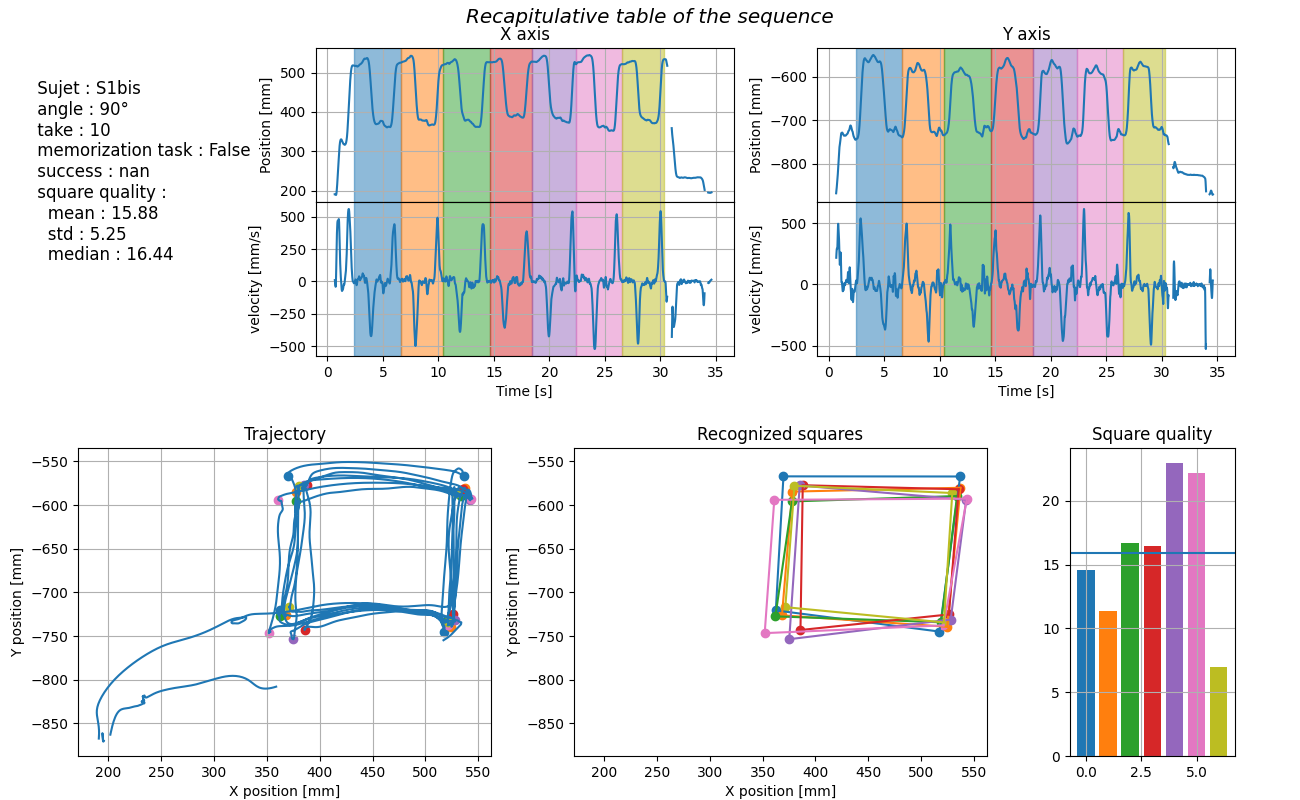 Recapitulative table of the sequence
Sujet : S1bis
angle : 90°
take : 10
memorization task : False
success : nan
square quality :
mean : 15.88
std : 5.25
median : 16.44
X axis
Position [mm]
500
400
300
200
velocity [mm/s]
500
250
0
−250
−500
0 5 10 15 20 25 30 35
Time [s]
Y axis
Position [mm]
−600
−700
−800
velocity [mm/s]
500
0
−500
0 5 10 15 20 25 30 35
Time [s]
Trajectory
Y position [mm]
−550
−600
−650
−700
−750
−800
−850
200 250 300 350 400 450 500 550
X position [mm]
Recognized squares
Y position [mm]
−550
−600
−650
−700
−750
−800
−850
200 250 300 350 400 450 500 550
X position [mm]
Square quality
20
15
10
5
0
0.0 2.5 5.0